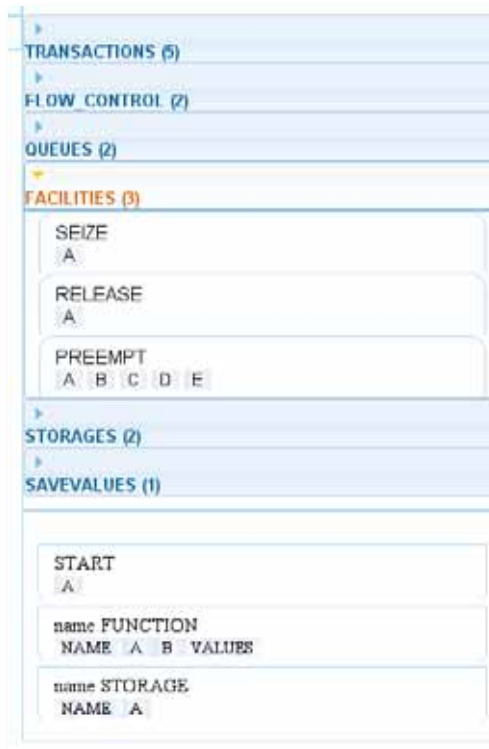 TRANSACTIONS (5)
FLOW_CONTROL (2)
QUEUES (2)
FACILITIES (3)
SEIZE
A
RELEASE
A
PREEMPT
A B C D E
STORAGES (2)
SAVEVALUES (1)
START
A
name FUNCTION
NAME A B VALUES
name STORAGE
NAME A